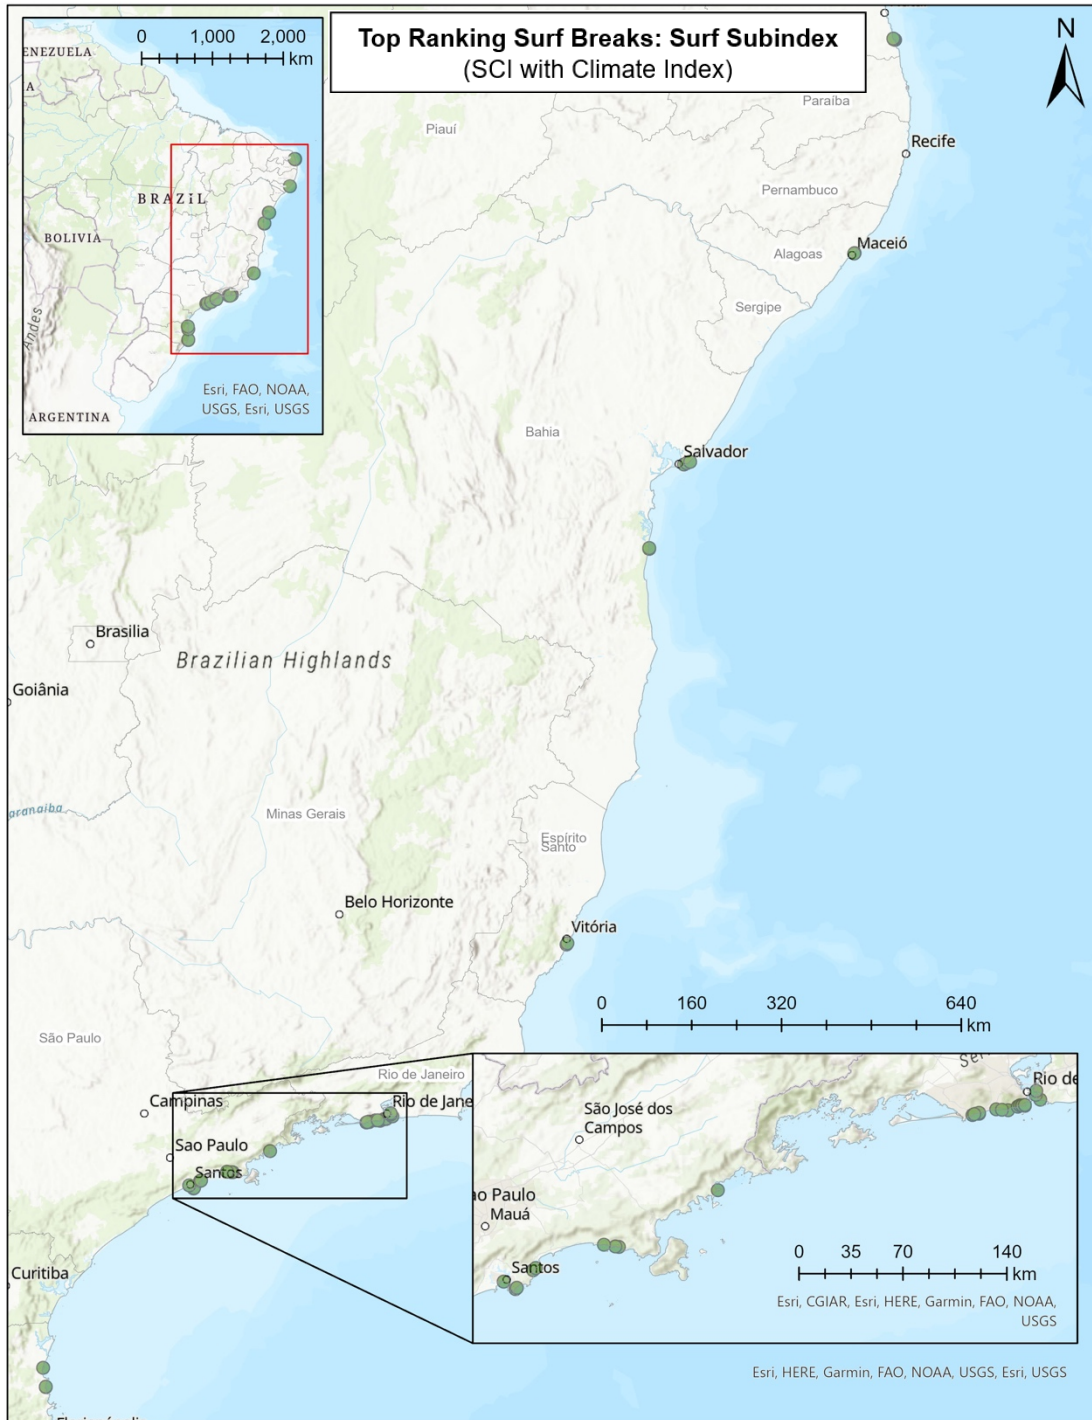 Top Ranking Surf Breaks: Surf Subindex
(SCI with Climate Index)
N
0 1,000 2,000
km
ENEZUELA
A
BRAZIL
BOLIVIA
Andes
ARGENTINA
Esri, FAO, NOAA,
USGS, Esri, USGS
Paraíba
Piauí
Recife
Pernambuco
Maceió
Alagoas
Sergipe
Bahia
Salvador
Brasilia
Brazilian Highlands
Goiânia
aranaiba
Minas Gerais
Espírito
Santo
Belo Horizonte
Vitória
0 160 320 640
km
São Paulo
Rio de Janeiro
Campinas
Rio de Jane
Sao Paulo
Santos
Curitiba
Ser
Rio de
São José dos
Campos
ao Paulo
Mauá
Santos
0 35 70 140
km
Esri, CGIAR, Esri, HERE, Garmin, FAO, NOAA,
USGS
Esri, HERE, Garmin, FAO, NOAA, USGS, Esri, USGS